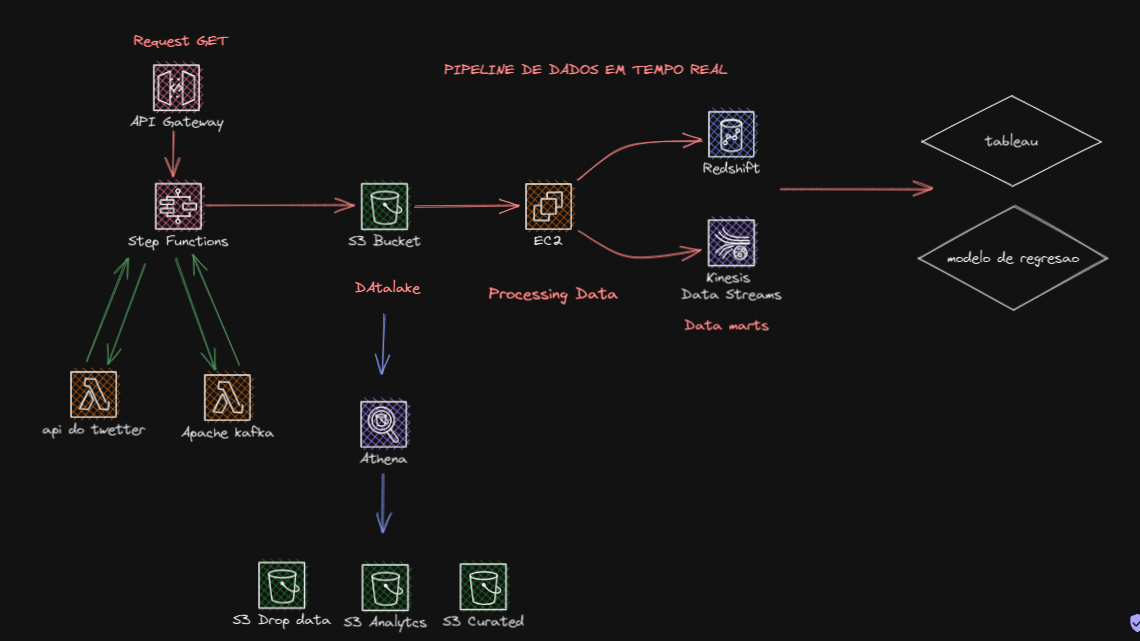 Request GET
PIPELINE DE DADOS EM TEMPO REAL
API Gateway
tableau
Redshift
Step Functions
S3 Bucket
EC2
modelo de regresao
Kinesis
Data Streams
DAtalake
Processing Data
Data marts
api do twetter
Apache kafka
Athena
S3 Drop data
S3 Analytcs
S3 Curated